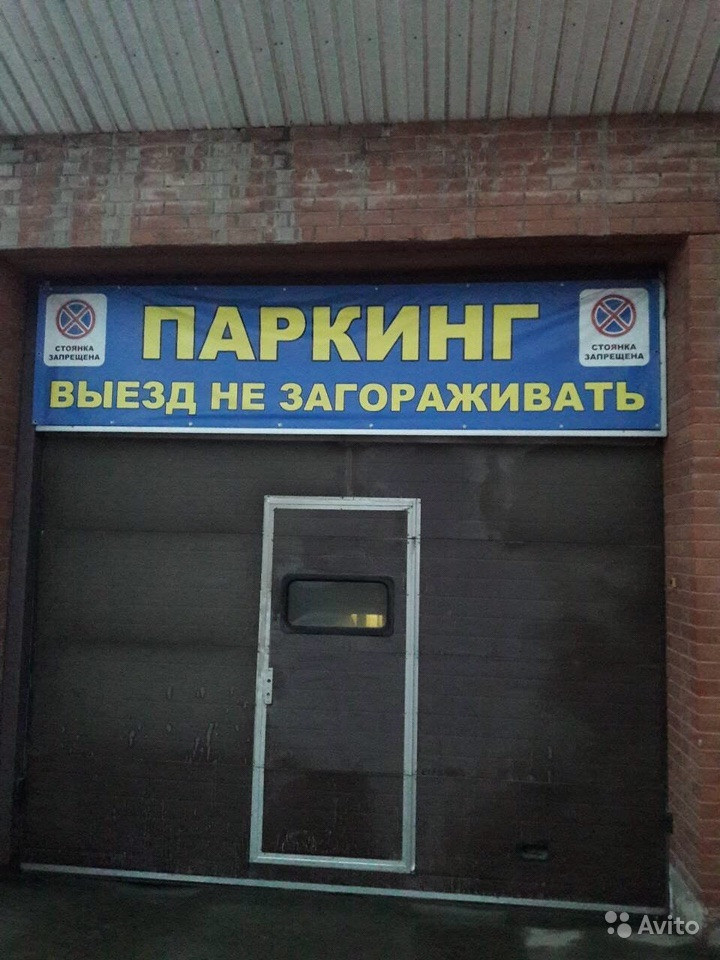 ПАРКИНГ
ВЫЕЗД НЕ ЗАГОРАЖИВАТЬ
СТОЯНКА
ЗАПРЕЩЕНА
СТОЯНКА
ЗАПРЕЩЕНА
Avito